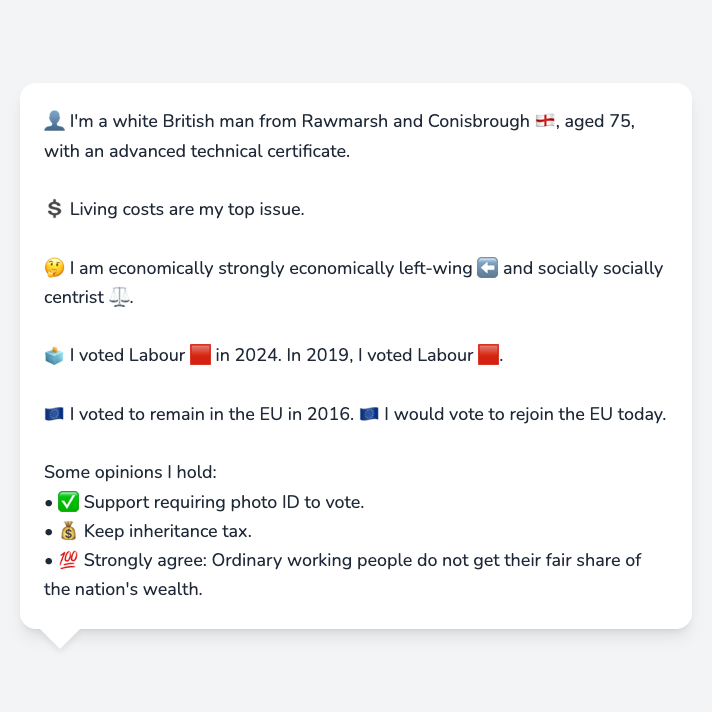 👤 I'm a white British man from Rawmarsh and Conisbrough 🏴󠁧󠁢󠁥󠁮󠁧󠁿, aged 75,
with an advanced technical certificate.
💲 Living costs are my top issue.
🤔 I am economically strongly economically left-wing ⬅️ and socially socially
centrist ⚖️.
🗳️ I voted Labour 🟥 in 2024. In 2019, I voted Labour 🟥.
🇪🇺 I voted to remain in the EU in 2016. 🇪🇺 I would vote to rejoin the EU today.
Some opinions I hold:
• ✅ Support requiring photo ID to vote.
• 💰 Keep inheritance tax.
• 💯 Strongly agree: Ordinary working people do not get their fair share of
the nation's wealth.